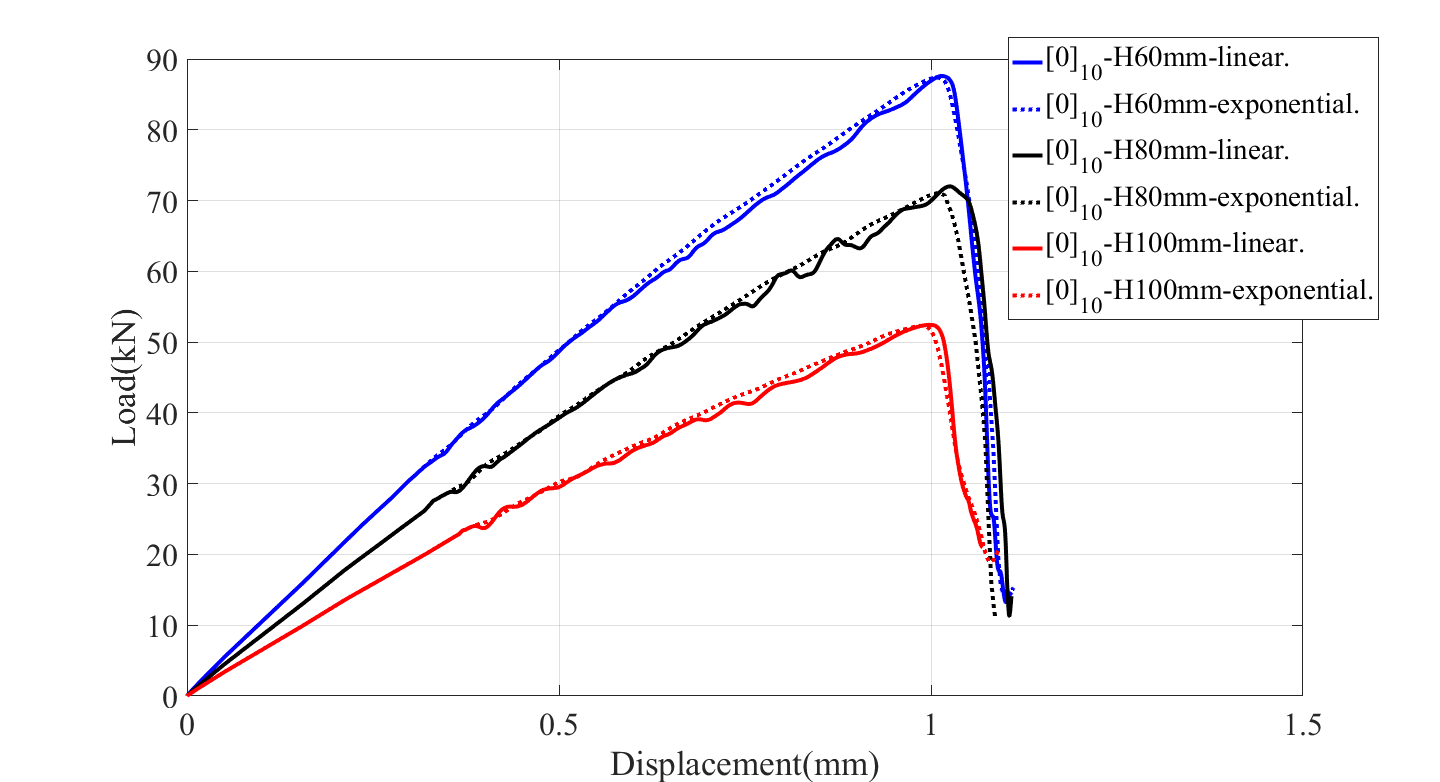 90
80
70
60
50
40
30
20
10
0
Load(kN)
0
0.5
1
1.5
Displacement(mm)
[0]10-H60mm-linear.
[0]10-H60mm-exponential.
[0]10-H80mm-linear.
[0]10-H80mm-exponential.
[0]10-H100mm-linear.
[0]10-H100mm-exponential.